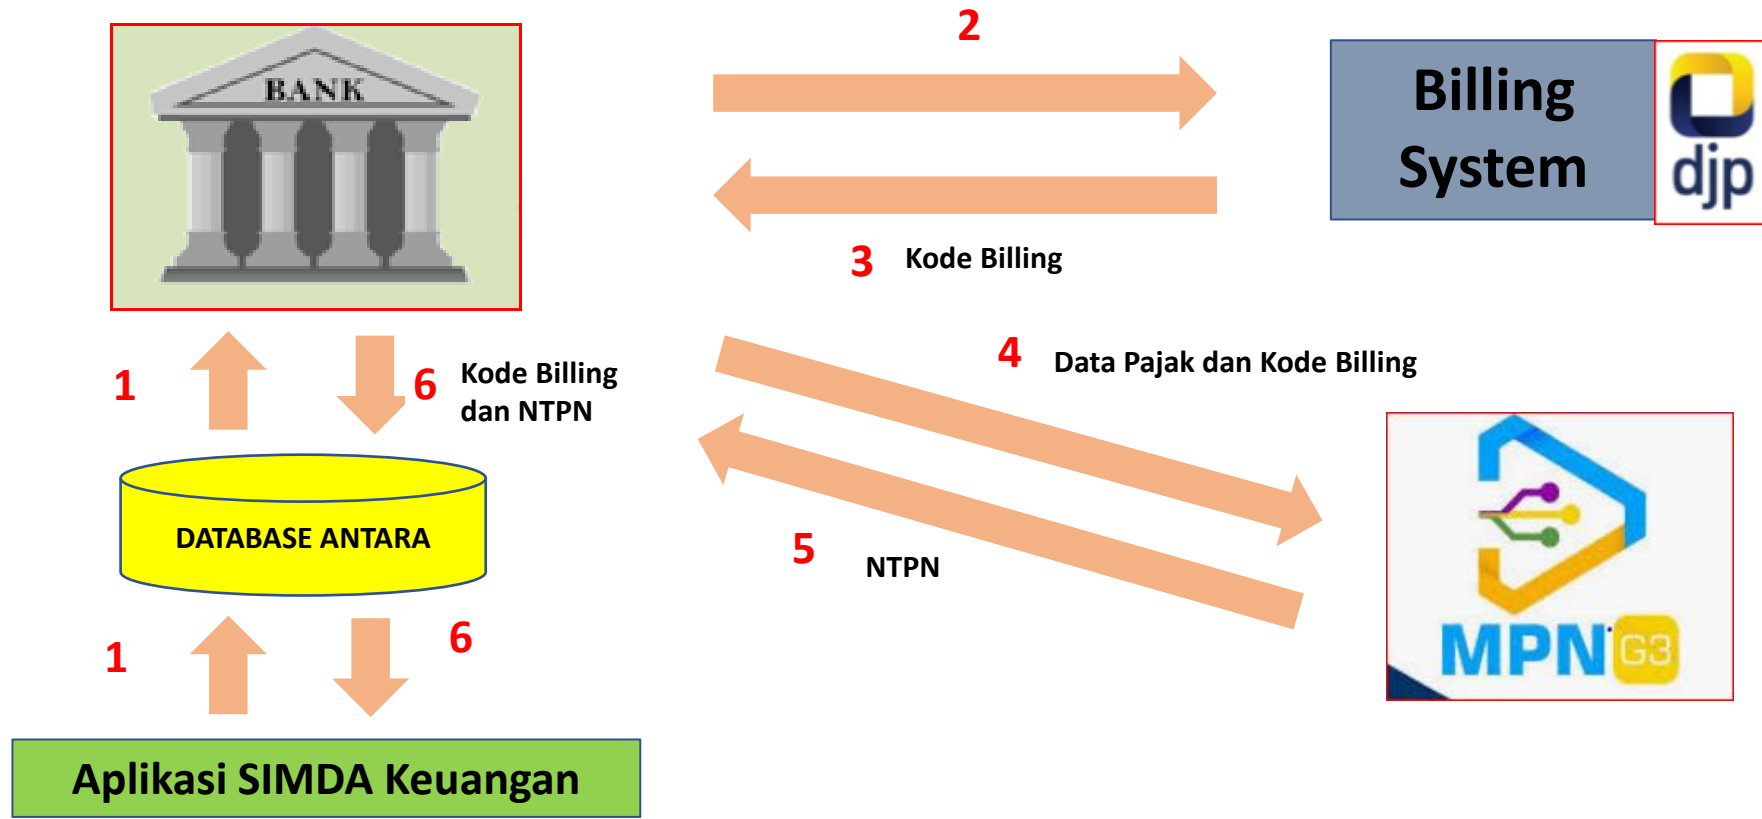 2
BANK
Billing
System
djp
3 Kode Billing
4 Data Pajak dan Kode Billing
1
6 Kode Billing
dan NTPN
DATABASE ANTARA
5 NTPN
1
6
MPN G3
Aplikasi SIMDA Keuangan